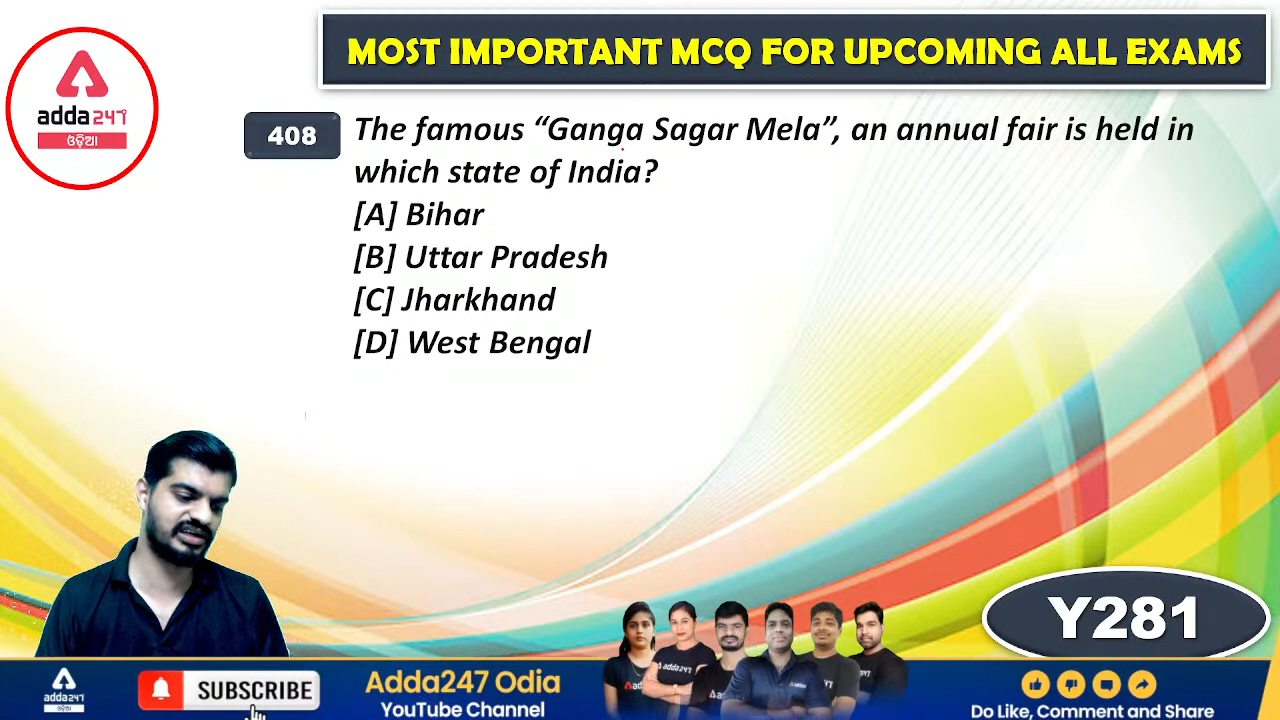 MOST IMPORTANT MCQ FOR UPCOMING ALL EXAMS
adda247
ଓଡ଼ିଆ
408
The famous “Ganga Sagar Mela”, an annual fair is held in
which state of India?
[A] Bihar
[B] Uttar Pradesh
[C] Jharkhand
[D] West Bengal
Y281
adda247
ଓଡ଼ିଆ
SUBSCRIBE
Adda247 Odia
YouTube Channel
adda247
Do Like, Comment and Share